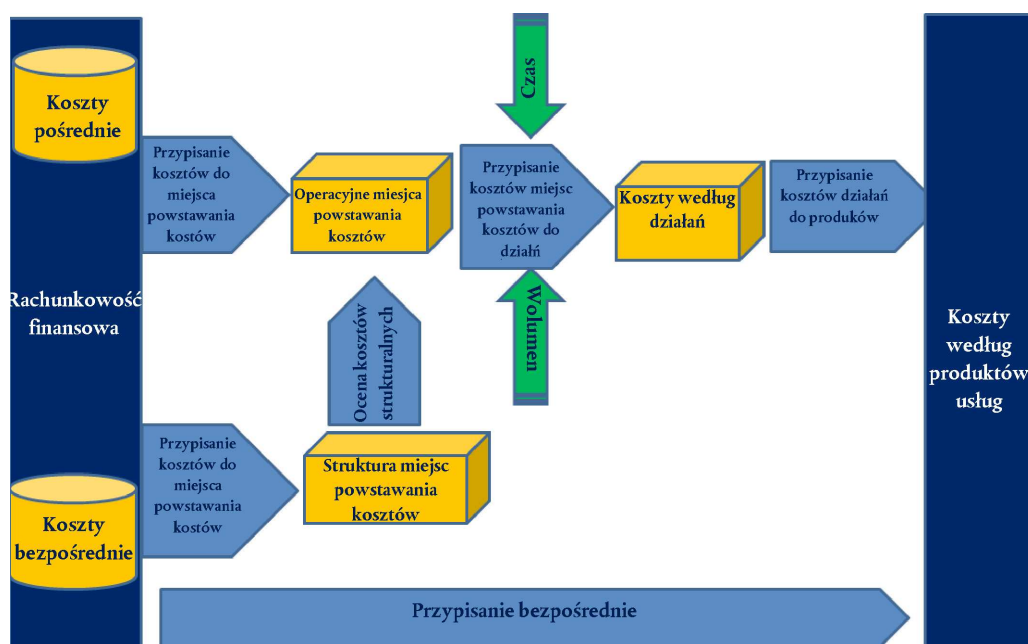 Koszty
pośrednie
Rachunkowość
finansowa
Koszty
bezpośrednie
Przypisanie
kosztów do
miejsca
powstawania
kostów
Operacyjne miesjca
powstawania
kosztów
Czas
Przypisanie
kosztów miejsc
powstawania
kosztów do
działń
Wolumen
Koszty według
działań
Przypisanie
kosztów działań
do produków
Ocena kosztów
strukturalnych
Przypisanie
kosztów do
miejsca
powstawania
kostów
Struktura miejsc
powstawania
kosztów
Przypisanie bezpośrednie
Koszty
według
produktów
usług